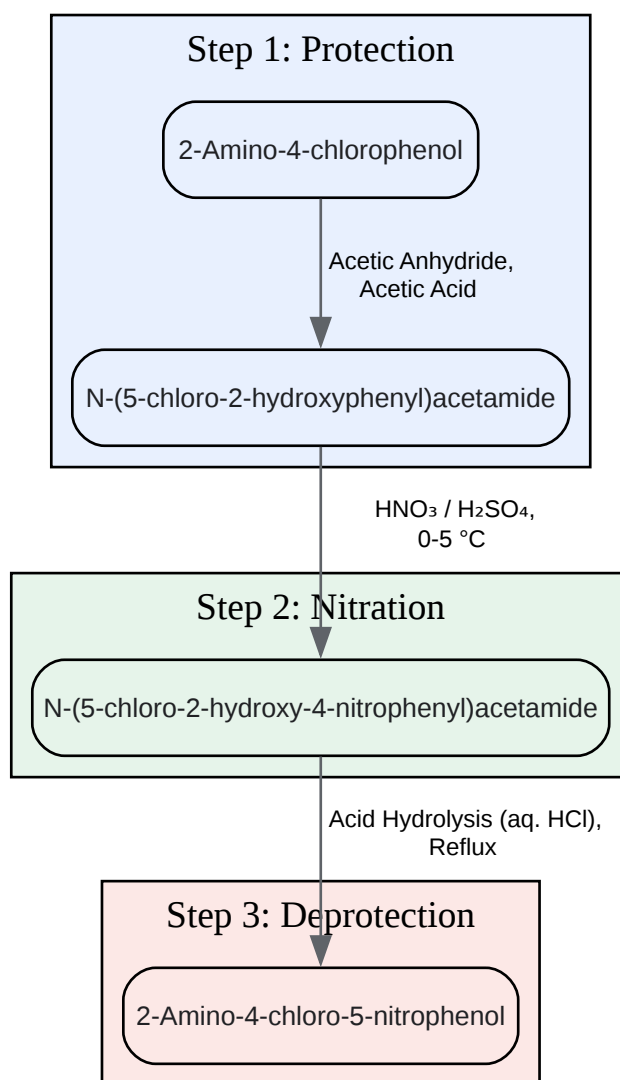 Step 1: Protection
2-Amino-4-chlorophenol
Acetic Anhydride,
Acetic Acid
N-(5-chloro-2-hydroxyphenyl)acetamide
HNO₃ / H₂SO₄,
0-5 °C
Step 2: Nitration
N-(5-chloro-2-hydroxy-4-nitrophenyl)acetamide
Acid Hydrolysis (aq. HCl),
Reflux
Step 3: Deprotection
2-Amino-4-chloro-5-nitrophenol